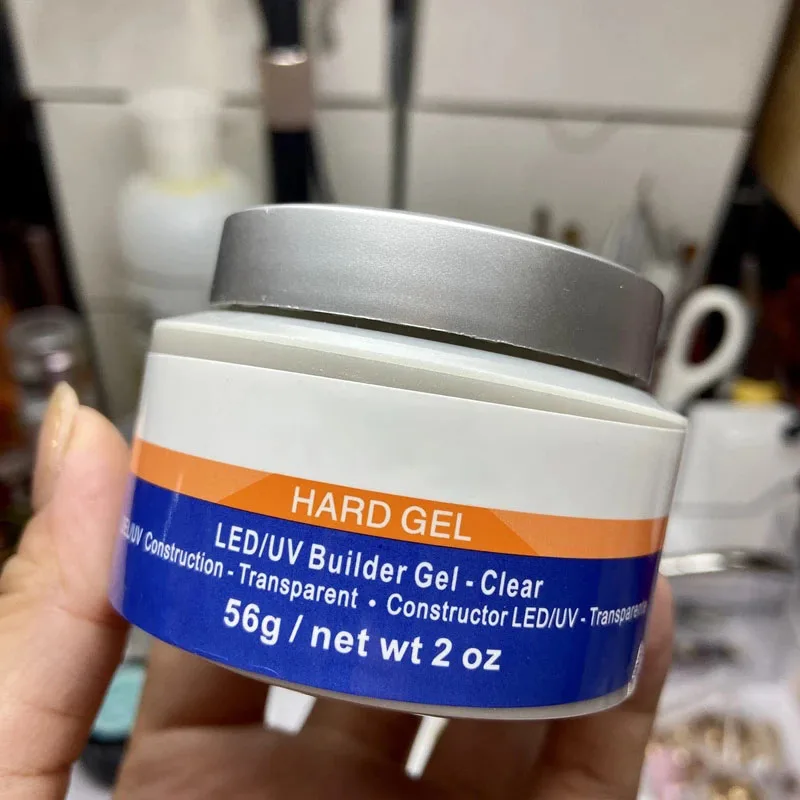 HARD GEL
LED/UV Builder Gel - Clear
Construction - Transparent • Constructor LED/UV - Transparente
56g / net wt 2 oz